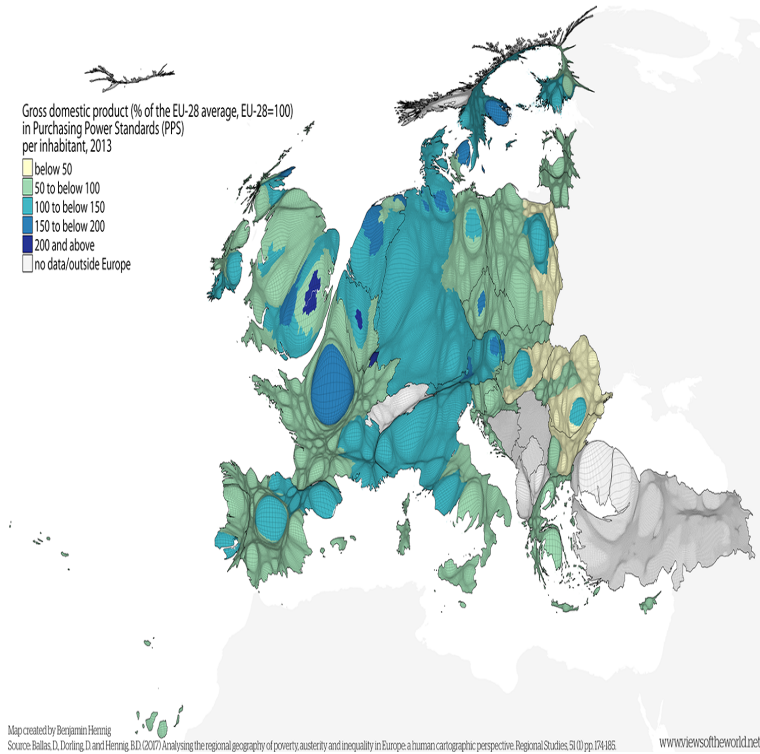 Gross domestic product (% of the EU-28 average, EU-28=100)
in Purchasing Power Standards (PPS)
per inhabitant, 2013
below 50
50 to below 100
100 to below 150
150 to below 200
200 and above
no data/outside Europe
Map created by Benjamin Hennig
Source: Ballas, D., Dorling, D. and Hennig, B.D. (2017) Analysing the regional geography of poverty, austerity and inequality in Europe: a human cartographic perspective. Regional Studies, 51 (1) pp.174-185.
www.viewsoftheworld.net